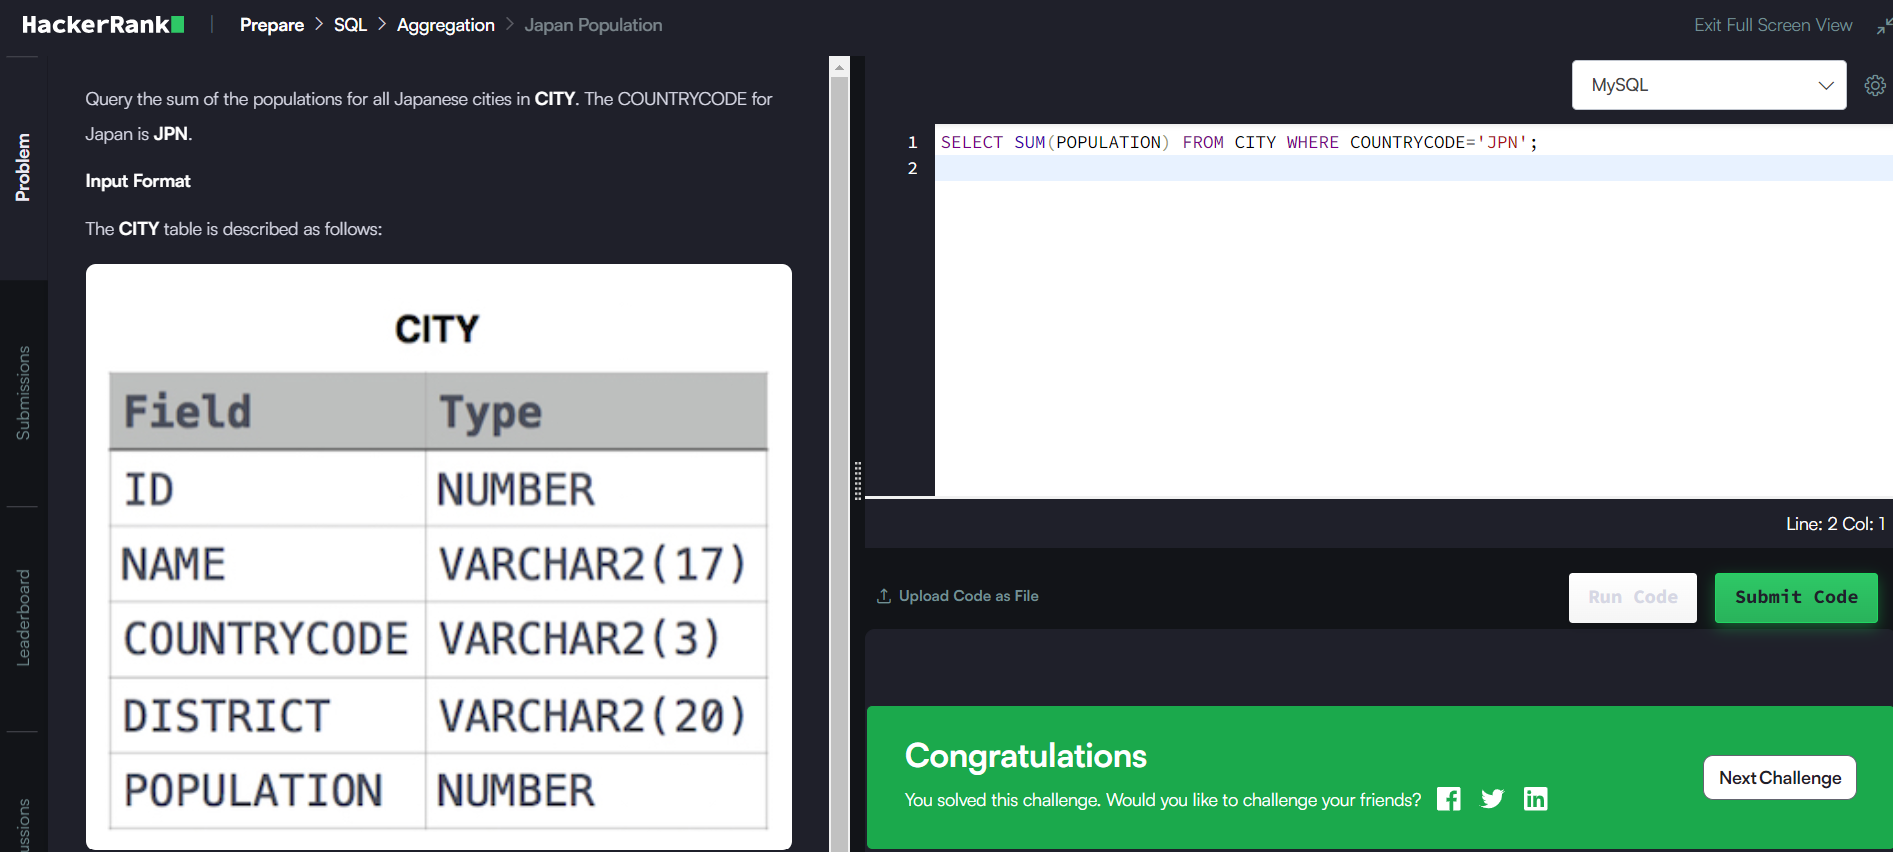 HackerRank
Prepare > SQL > Aggregation > Japan Population
Exit Full Screen View
Problem
Submissions
Leaderboard
Query the sum of the populations for all Japanese cities in CITY. The COUNTRYCODE for
Japan is JPN.
Input Format
The CITY table is described as follows:
CITY
Field Type
ID NUMBER
NAME VARCHAR2(17)
COUNTRYCODE VARCHAR2(3)
DISTRICT VARCHAR2(20)
POPULATION NUMBER
MySQL
1 SELECT SUM(POPULATION) FROM CITY WHERE COUNTRYCODE='JPN';
2
Line: 2 Col: 1
Upload Code as File
Run Code
Submit Code
Congratulations
You solved this challenge. Would you like to challenge your friends?
Next Challenge